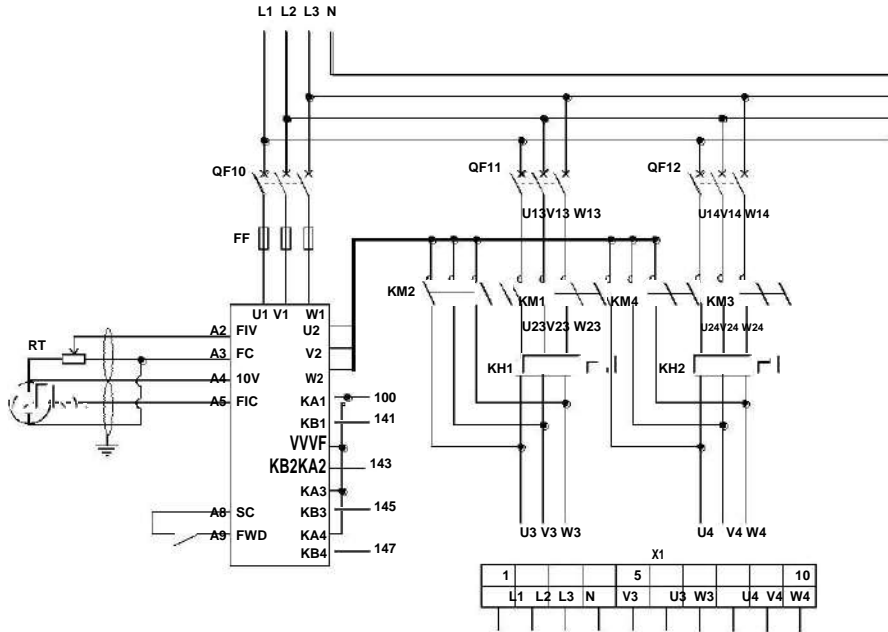 L1 L2 L3 N
QF10 QF11 QF12
U13V13 W13 U14V14 W14
FF
KM2 KM1 KM4 KM3
U1 V1 W1
U23V23 W23 U24V24 W24
A2 FIV U2
RT A3 FC V2 KH1 KH2
A4 10V W2
A5 FIC KA1 100
KB1 141
VVVF
KB2KA2 143
KA3
A8 SC KB3 145
A9 FWD KA4
U3 V3 W3 U4 V4 W4
KB4 147
X1
1 5 10
L1 L2 L3 N V3 U3 W3 U4 V4 W4